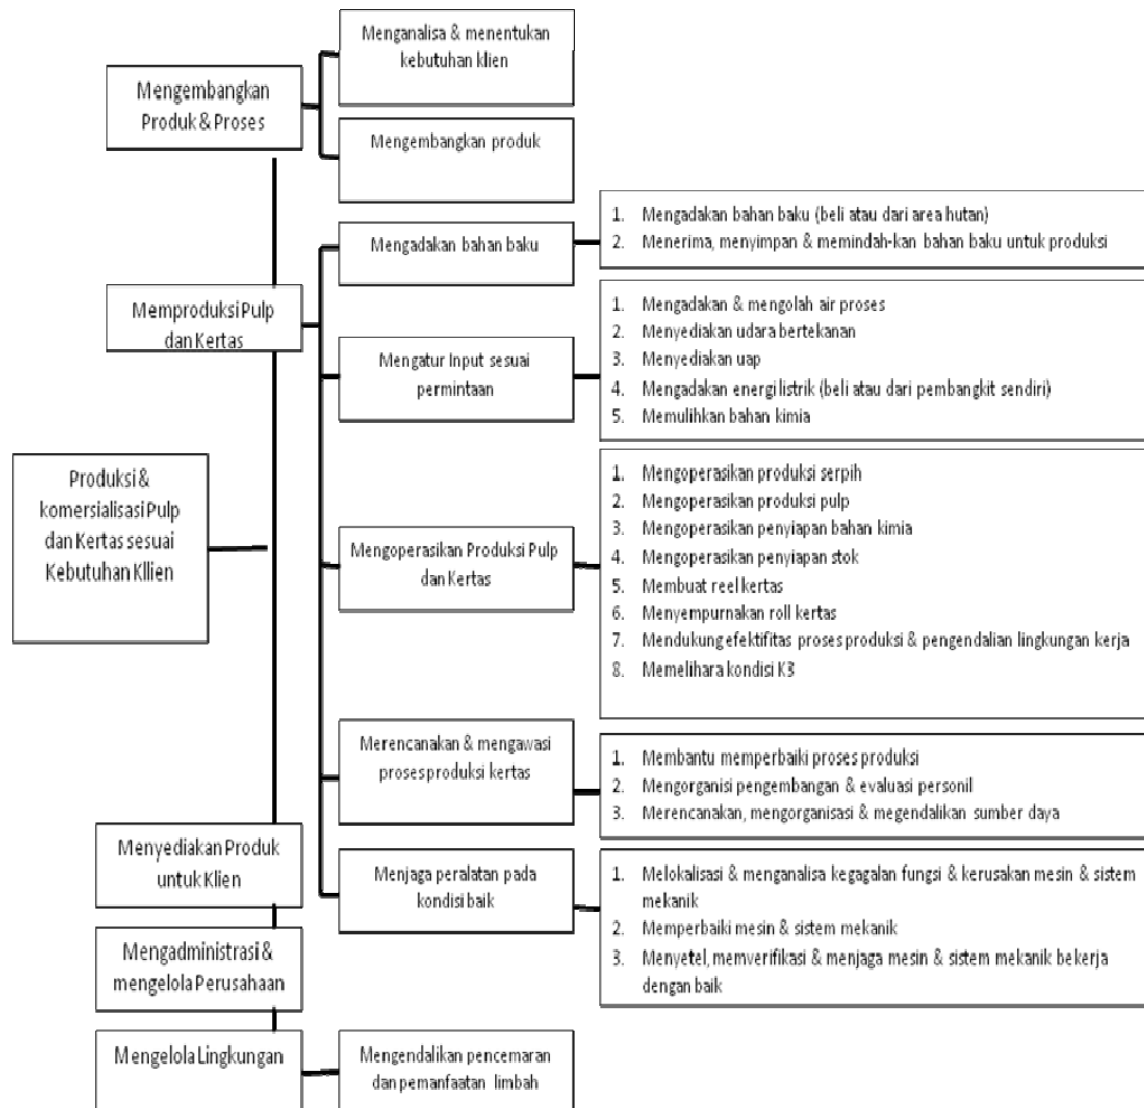 Menganalisa & menentukan
kebutuhan klien
Mengembangkan
Produk & Proses
Mengembangkan produk
Mengadakan bahan baku
1. Mengadakan bahan baku (beli atau dari area hutan)
2. Menerima, menyimpan & memindah-kan bahan baku untuk produksi
Memproduksi Pulp
dan Kertas
Mengatur Input sesuai
permintaan
1. Mengadakan & mengolah air proses
2. Menyediakan udara bertekanan
3. Menyediakan uap
4. Mengadakan energi listrik (beli atau dari pembangkit sendiri)
5. Memulihkan bahan kimia
Produksi &
komersialisasi Pulp
dan Kertas sesuai
Kebutuhan Kllien
Mengoperasikan Produksi Pulp
dan Kertas
1. Mengoperasikan produksi serpih
2. Mengoperasikan produksi pulp
3. Mengoperasikan penyiapan bahan kimia
4. Mengoperasikan penyiapan stok
5. Membuat reel kertas
6. Menyempurnakan roll kertas
7. Mendukung efektifitas proses produksi & pengendalian lingkungan kerja
8. Memelihara kondisi K3
Merencanakan & mengawasi
proses produksi kertas
1. Membantu memperbaiki proses produksi
2. Mengorganisi pengembangan & evaluasi personil
3. Merencanakan, mengorganisasi & megendalikan sumber daya
Menyediakan Produk
untuk Klien
Menjaga peralatan pada
kondisi baik
1. Melokalisasi & menganalisa kegagalan fungsi & kerusakan mesin & sistem
mekanik
2. Memperbaiki mesin & sistem mekanik
3. Menyetel, memverifikasi & menjaga mesin & sistem mekanik bekerja
dengan baik
Mengadministrasi &
mengelola Perusahaan
Mengelola Lingkungan
Mengendalikan pencemaran
dan pemanfaatan limbah